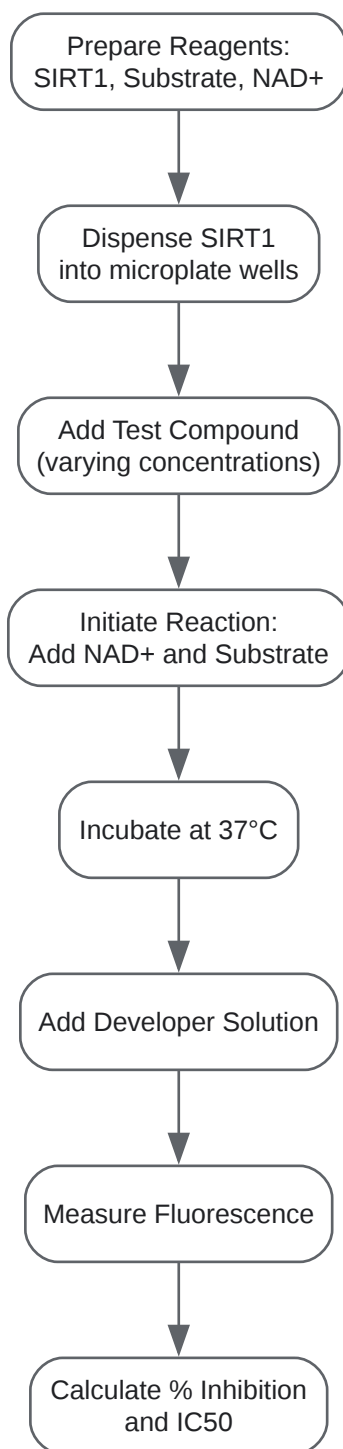 Prepare Reagents:
SIRT1, Substrate, NAD+
Dispense SIRT1
into microplate wells
Add Test Compound
(varying concentrations)
Initiate Reaction:
Add NAD+ and Substrate
Incubate at 37°C
Add Developer Solution
Measure Fluorescence
Calculate % Inhibition
and IC50